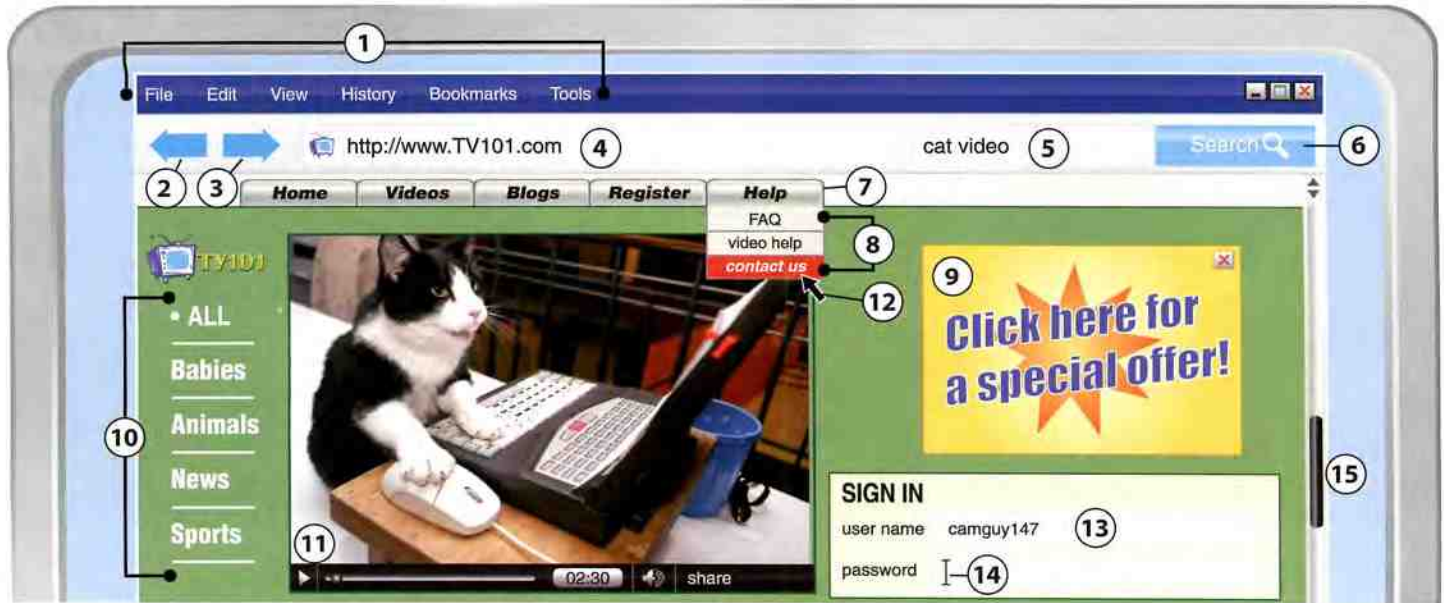 1
File Edit View History Bookmarks Tools
http://www.TV101.com 4 cat video 5 Search 6
2 3
Home Videos Blogs Register Help 7
FAQ
video help 8
contact us
12
TV101
• ALL
Babies
Animals
News
Sports
10
11
02:30 share
9
Click here for
a special offer!
SIGN IN
user name camguy147 13
password 14
15